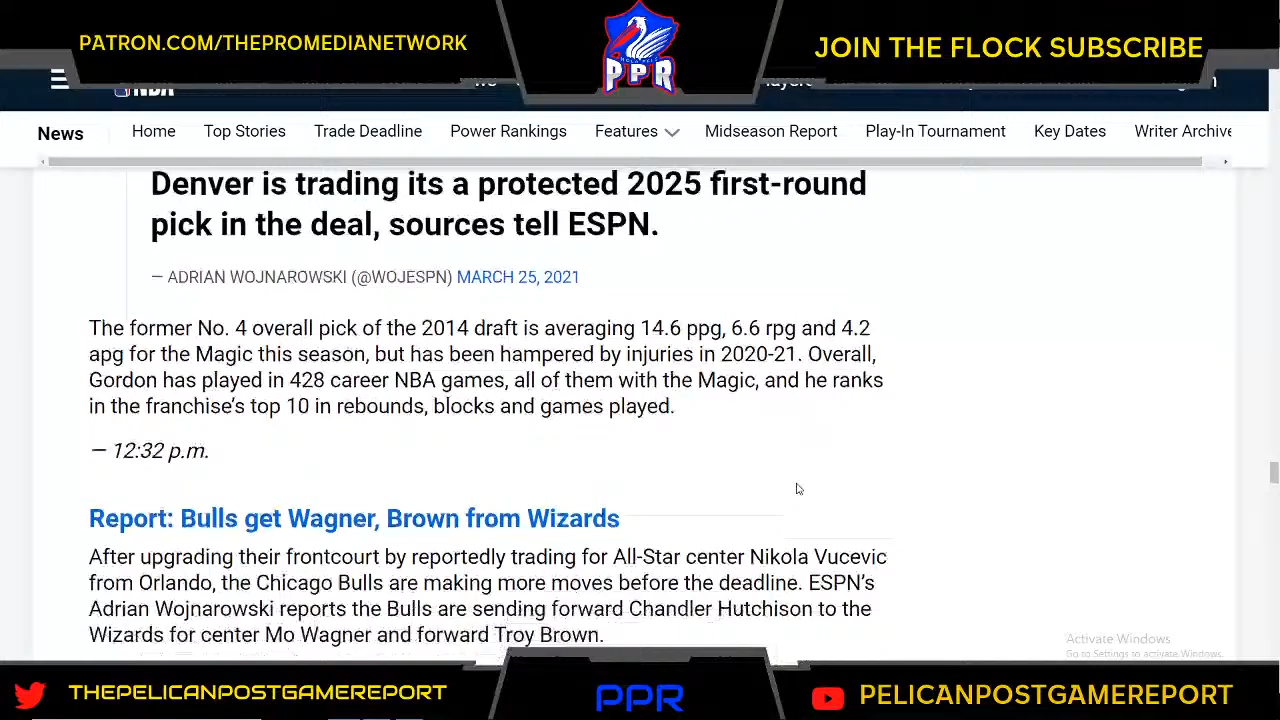 PATRON.COM/THEPROMEDIANETWORK
PPR
JOIN THE FLOCK SUBSCRIBE
NBA
News
Home
Top Stories
Trade Deadline
Power Rankings
Features
Midseason Report
Play-In Tournament
Key Dates
Writer Archive
Denver is trading its a protected 2025 first-round
pick in the deal, sources tell ESPN.
— ADRIAN WOJNAROWSKI (@WOJESPN) MARCH 25, 2021
The former No. 4 overall pick of the 2014 draft is averaging 14.6 ppg, 6.6 rpg and 4.2
apg for the Magic this season, but has been hampered by injuries in 2020-21. Overall,
Gordon has played in 428 career NBA games, all of them with the Magic, and he ranks
in the franchise’s top 10 in rebounds, blocks and games played.
— 12:32 p.m.
Report: Bulls get Wagner, Brown from Wizards
After upgrading their frontcourt by reportedly trading for All-Star center Nikola Vucevic
from Orlando, the Chicago Bulls are making more moves before the deadline. ESPN’s
Adrian Wojnarowski reports the Bulls are sending forward Chandler Hutchison to the
Wizards for center Mo Wagner and forward Troy Brown.
Activate Windows
Go to Settings to activate Windows.
THEPELICANPOSTGAMEREPORT
PPR
PELICANPOSTGAMEREPORT